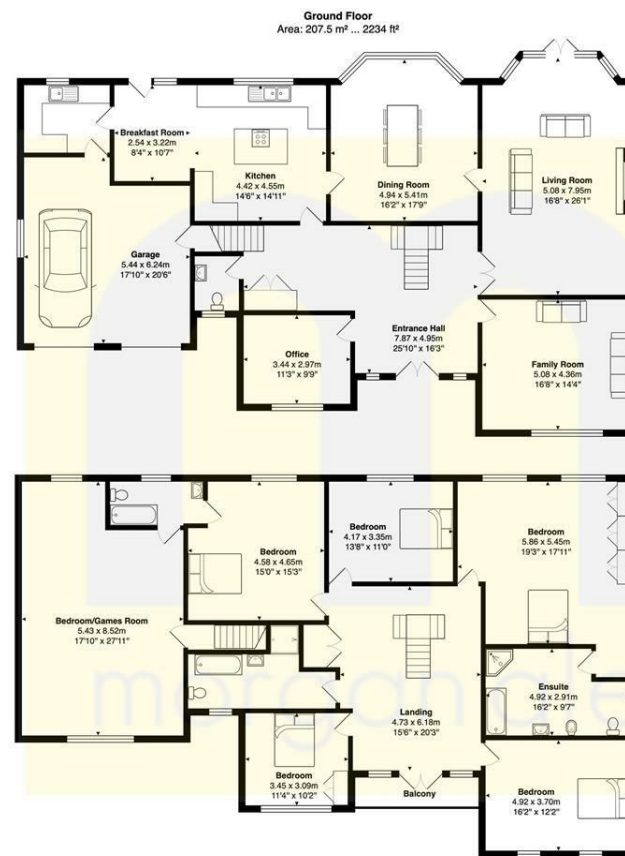 Ground Floor
Area: 207.5 m² ... 2234 ft²
Breakfast Room
2.54 x 3.22m
8'4" x 10'7"
Kitchen
4.42 x 4.55m
14'6" x 14'11"
Dining Room
4.94 x 5.41m
16'2" x 17'9"
Living Room
5.08 x 7.95m
16'8" x 26'1"
Garage
5.44 x 6.24m
17'10" x 20'6"
Entrance Hall
7.87 x 4.95m
25'10" x 16'3"
Office
3.44 x 2.97m
11'3" x 9'9"
Family Room
5.08 x 4.36m
16'8" x 14'4"
Bedroom
4.17 x 3.35m
13'8" x 11'0"
Bedroom
5.86 x 5.45m
19'3" x 17'11"
Bedroom
4.58 x 4.65m
15'0" x 15'3"
Bedroom/Games Room
5.43 x 8.52m
17'10" x 27'11"
Ensuite
4.92 x 2.91m
16'2" x 9'7"
Landing
4.73 x 6.18m
15'6" x 20'3"
Bedroom
3.45 x 3.09m
11'4" x 10'2"
Balcony
Bedroom
4.92 x 3.70m
16'2" x 12'2"